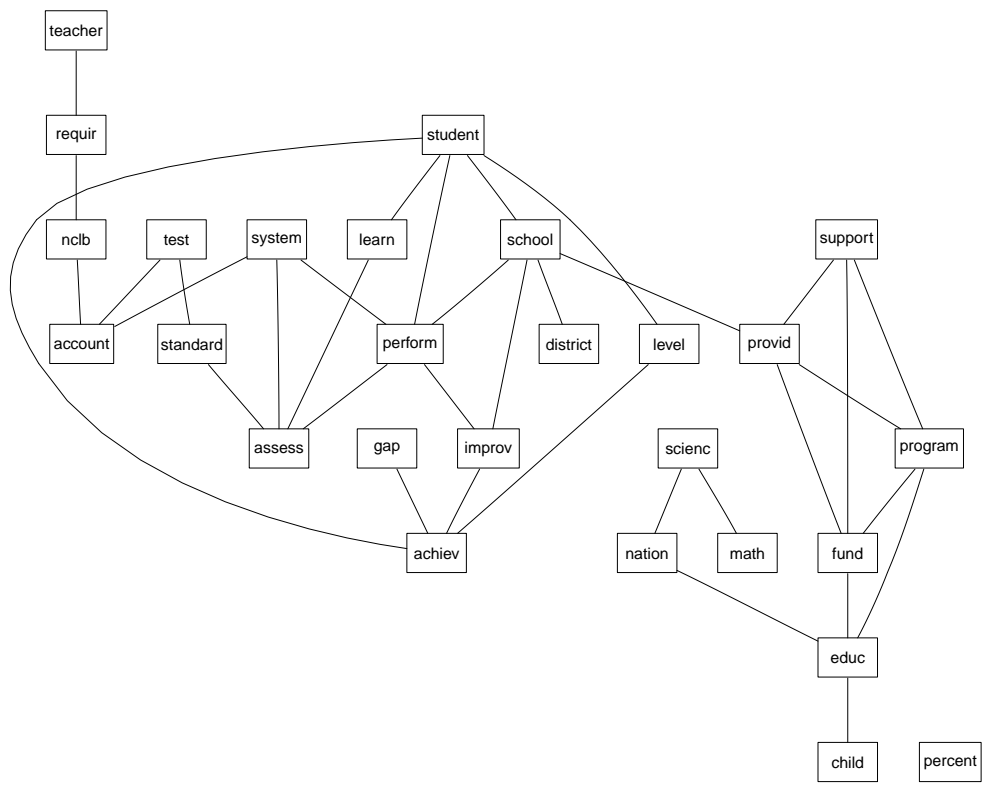 teacher
requir
student
nclb
test
system
learn
school
support
account
standard
perform
district
level
provid
assess
gap
improv
scienc
program
achiev
nation
math
fund
educ
child
percent